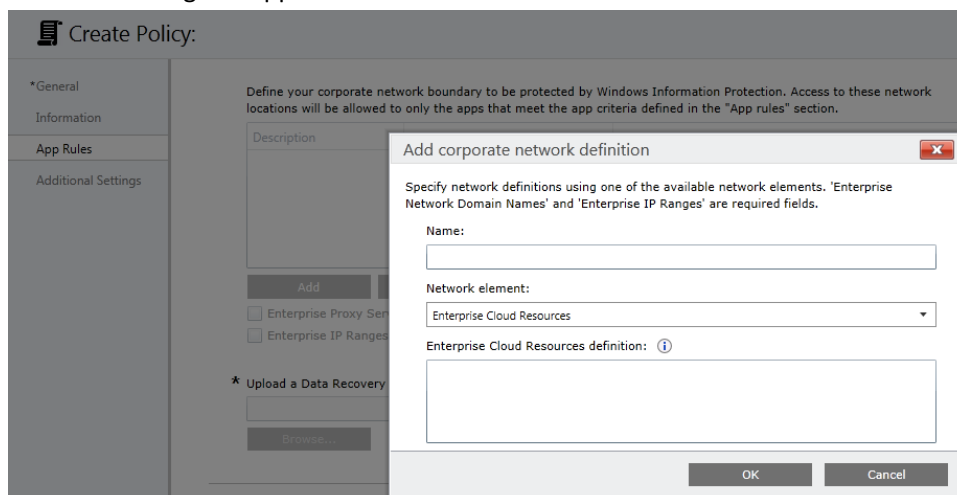 Create Policy:
*General
Information
App Rules
Additional Settings
Define your corporate network boundary to be protected by Windows Information Protection. Access to these network
locations will be allowed to only the apps that meet the app criteria defined in the "App rules" section.
Description
Add
Enterprise Proxy
Enterprise IP Ranges
* Upload a Data Recovery
Browse...
Add corporate network definition
Specify network definitions using one of the available network elements. 'Enterprise
Network Domain Names' and 'Enterprise IP Ranges' are required fields.
Name:
Network element:
Enterprise Cloud Resources
Enterprise Cloud Resources definition:
OK
Cancel